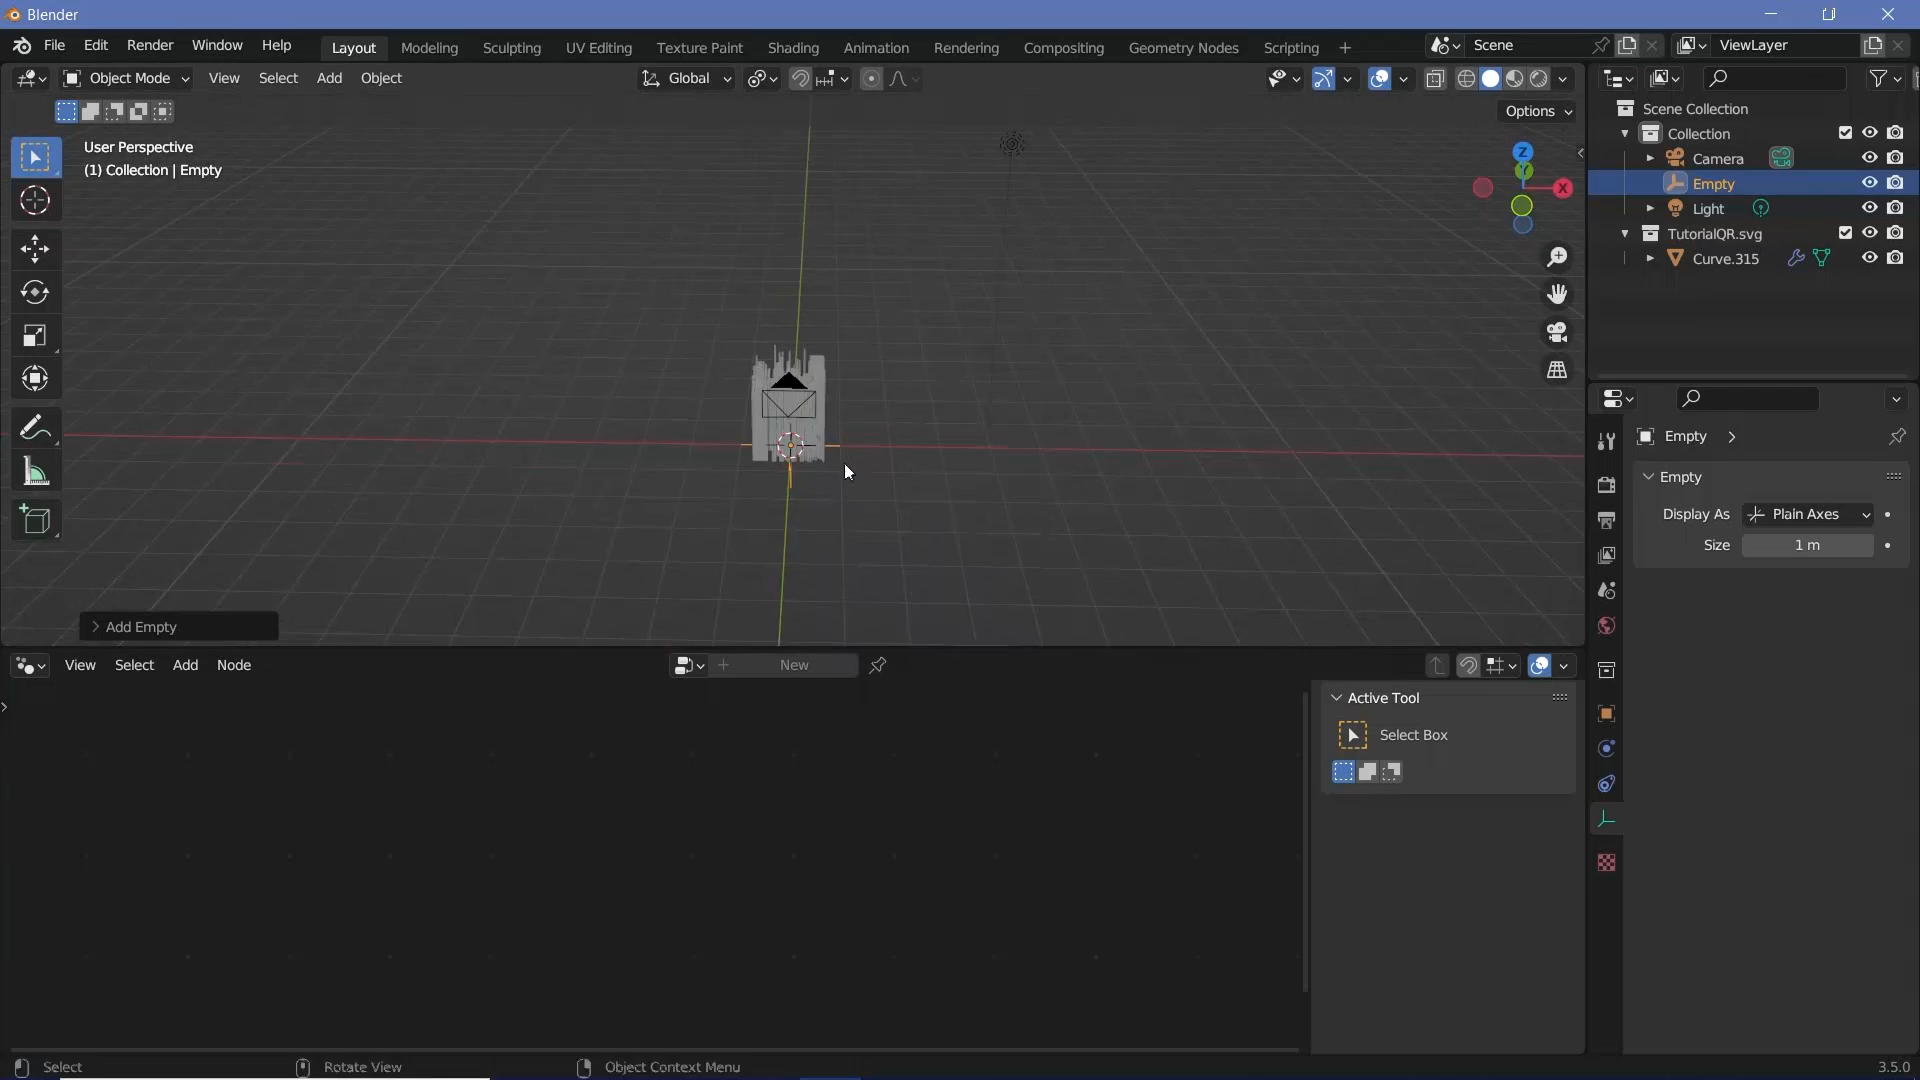 Blender
File Edit Render Window Help
Layout Modeling Sculpting UV Editing Texture Paint Shading Animation Rendering Compositing Geometry Nodes Scripting
Scene
ViewLayer
Object Mode View Select Add Object
Global
Options
User Perspective
(1) Collection | Empty
Z
X
Scene Collection
Collection
Camera
Empty
Light
TutorialQR.svg
Curve.315
Empty
Empty
Display As Plain Axes
Size 1 m
Add Empty
View Select Add Node
New
Active Tool
Select Box
Select
Rotate View
Object Context Menu
3.5.0